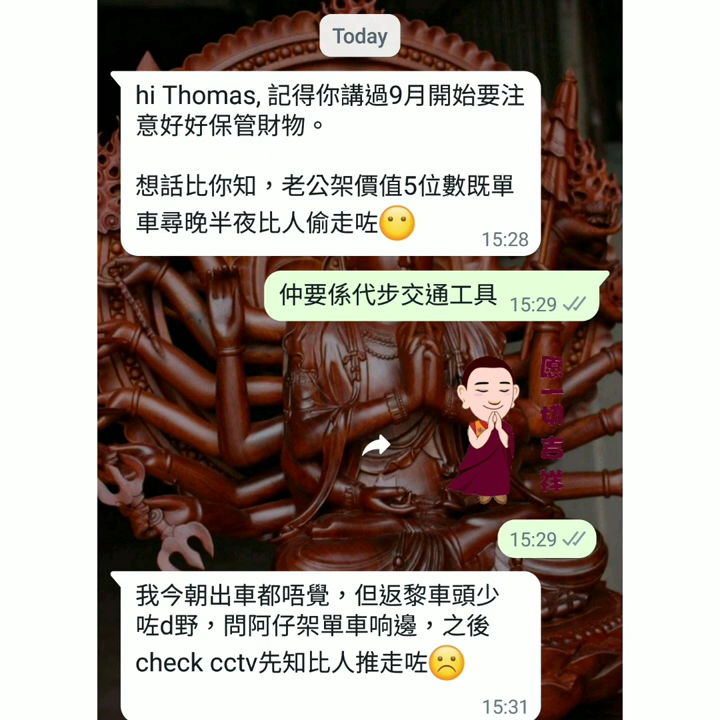 Today
hi Thomas, 記得你講過9月開始要注
意好好保管財物。
想話比你知，老公架價值5位數既單
車尋晚半夜比人偷走咗😶
15:28
仲要係代步交通工具
15:29
愿一切吉祥
15:29
我今朝出車都唔覺，但返黎車頭少
咗d野，問阿仔架單車响邊，之後
check cctv先知比人推走咗☹️
15:31